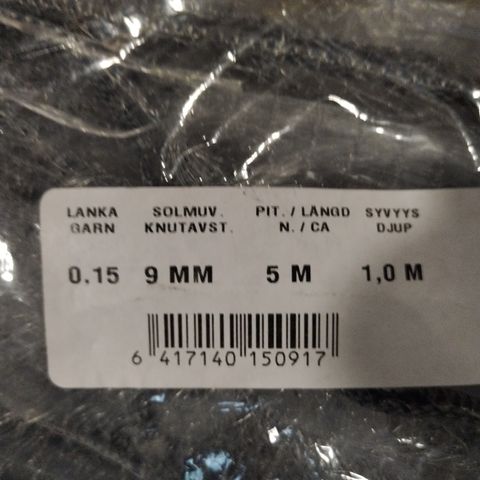 LANKA SOLMUV. PIT. / LÄNGD SYVYYS
GARN KNUTAVST. N. / CA DJUP
0.15 9 MM 5 M 1,0 M
6 417140 150917